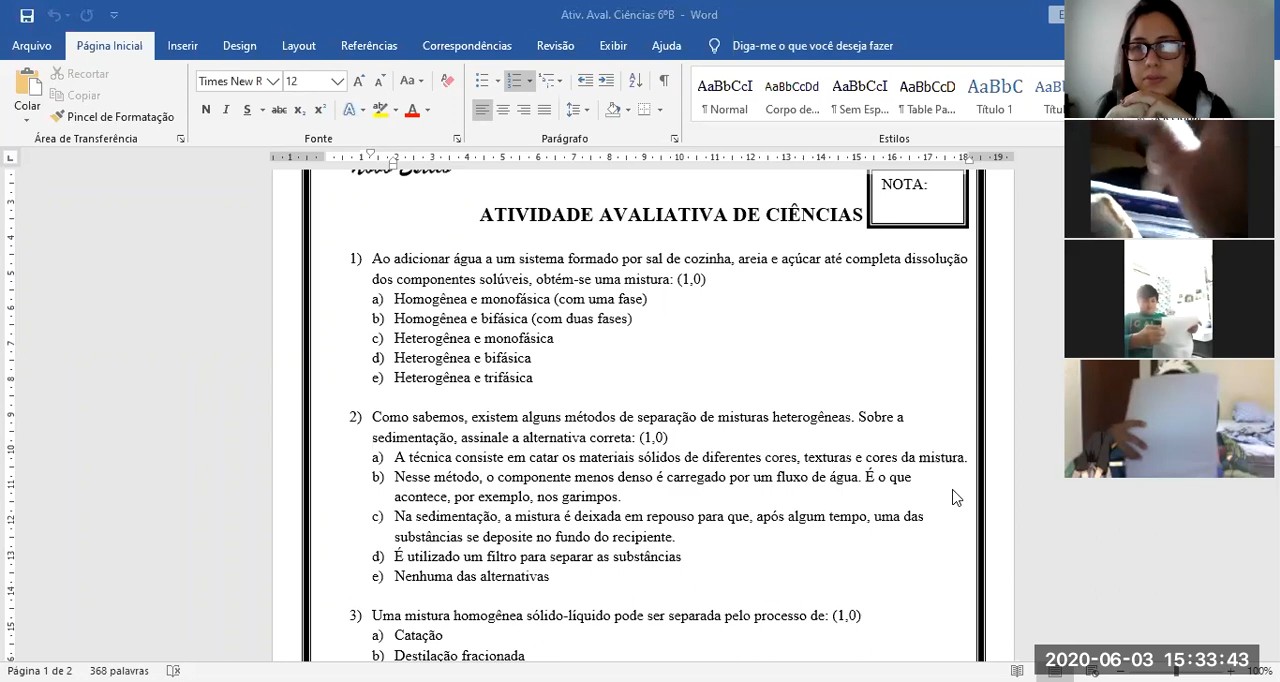 Ativ. Aval. Ciências 6ºB - Word
Arquivo Página Inicial Inserir Design Layout Referências Correspondências Revisão Exibir Ajuda Diga-me o que você deseja fazer
Colar
Recortar
Copiar
Pincel de Formatação
Área de Transferência
Times New R 12
N I S abc x₂ x²
Fonte
Parágrafo
AaBbCcI AaBbCcDd AaBbCcI AaBbCcD AaBbC
¶ Normal Corpo de... ¶ Sem Esp... ¶ Table Pa... Título 1
Estilos
NOTA:
ATIVIDADE AVALIATIVA DE CIÊNCIAS
1) Ao adicionar água a um sistema formado por sal de cozinha, areia e açúcar até completa dissolução
dos componentes solúveis, obtém-se uma mistura: (1,0)
a) Homogênea e monofásica (com uma fase)
b) Homogênea e bifásica (com duas fases)
c) Heterogênea e monofásica
d) Heterogênea e bifásica
e) Heterogênea e trifásica
2) Como sabemos, existem alguns métodos de separação de misturas heterogêneas. Sobre a
sedimentação, assinale a alternativa correta: (1,0)
a) A técnica consiste em catar os materiais sólidos de diferentes cores, texturas e cores da mistura.
b) Nesse método, o componente menos denso é carregado por um fluxo de água. É o que
acontece, por exemplo, nos garimpos.
c) Na sedimentação, a mistura é deixada em repouso para que, após algum tempo, uma das
substâncias se deposite no fundo do recipiente.
d) É utilizado um filtro para separar as substâncias
e) Nenhuma das alternativas
3) Uma mistura homogênea sólido-líquido pode ser separada pelo processo de: (1,0)
a) Catação
b) Destilação fracionada
Página 1 de 2 368 palavras
2020-06-03 15:33:43
100%